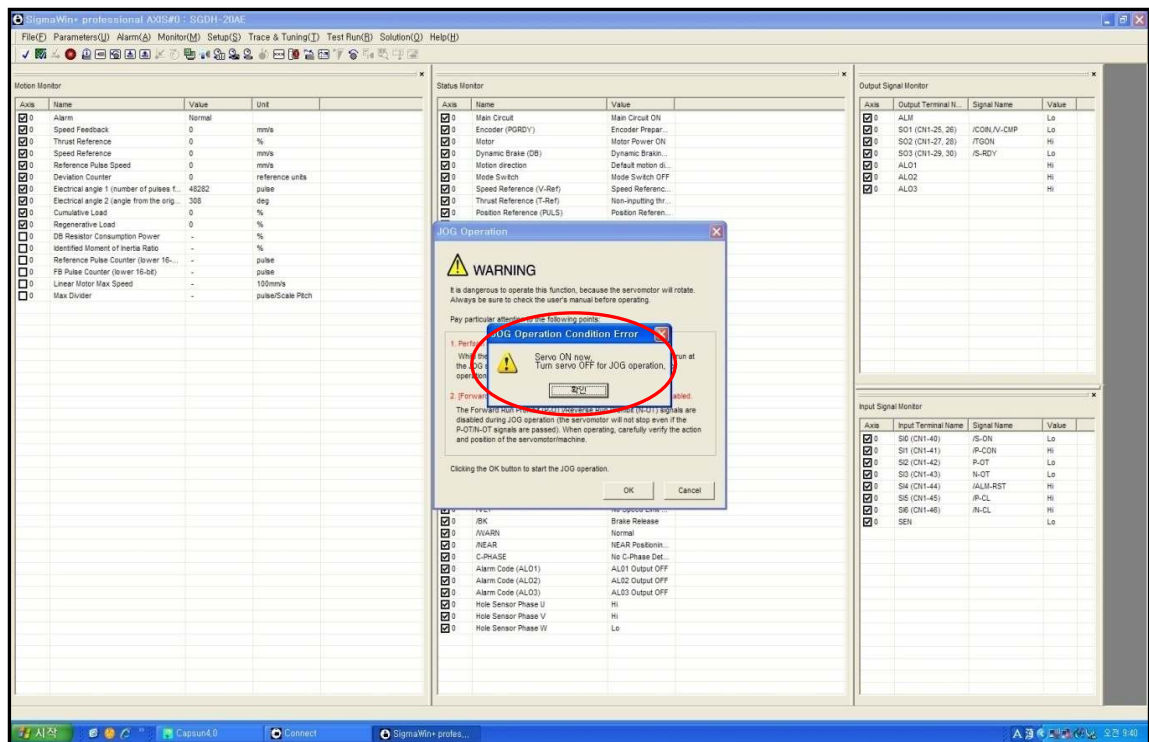 SigmaWin+ professional AXIS#0 : SGDH-20AE
File(F) Parameters(U) Alarm(A) Monitor(M) Setup(S) Trace & Tuning(T) Test Run(R) Solution(O) Help(H)
Motion Monitor
Axis Name Value Unit
0 Alarm Normal
0 Speed Feedback 0 mm/s
0 Thrust Reference 0 %
0 Speed Reference 0 mm/s
0 Reference Pulse Speed 0 mm/s
0 Deviation Counter 0 reference units
0 Electrical angle 1 (number of pulses f... 48282 pulse
0 Electrical angle 2 (angle from the orig... 308 deg
0 Cumulative Load 0 %
0 Regenerative Load 0 %
0 DB Resistor Consumption Power - %
0 Identified Moment of Inertia Ratio - %
0 Reference Pulse Counter (lower 16-... - pulse
0 FB Pulse Counter (lower 16-bit) - pulse
0 Linear Motor Max Speed - 100mm/s
0 Max Divider - pulse/Scale Pitch
Status Monitor
Axis Name Value
0 Main Circuit Main Circuit ON
0 Encoder (PGRDY) Encoder Prepar...
0 Motor Motor Power ON
0 Dynamic Brake (DB) Dynamic Brakin...
0 Motion direction Default motion di...
0 Mode Switch Mode Switch OFF
0 Speed Reference (V-Ref) Speed Referenc...
0 Thrust Reference (T-Ref) Non-inputting thr...
0 Position Reference (PULS) Position Referen...
JOG Operation
WARNING
It is dangerous to operate this function, because the servomotor will rotate.
Always be sure to check the user's manual before operating.
Pay particular attention to the following points:
1. Perform
While the run at
the JOG
operation
JOG Operation Condition Error
Servo ON now,
Turn servo OFF for JOG operation,
확인
2. [Forward abled.
The Forward Run Prohibit (P-OT)/Reverse Run Prohibit (N-OT) signals are
disabled during JOG operation (the servomotor will not stop even if the
P-OT/N-OT signals are passed). When operating, carefully verify the action
and position of the servomotor/machine.
Clicking the OK button to start the JOG operation.
OK Cancel
0 /BK Brake Release
0 /WARN Normal
0 /NEAR NEAR Positionin...
0 C-PHASE No C-Phase Det...
0 Alarm Code (ALO1) AL01 Output OFF
0 Alarm Code (ALO2) AL02 Output OFF
0 Alarm Code (ALO3) AL03 Output OFF
0 Hole Sensor Phase U Hi
0 Hole Sensor Phase V Hi
0 Hole Sensor Phase W Lo
Output Signal Monitor
Axis Output Terminal N... Signal Name Value
0 ALM Lo
0 SO1 (CN1-25, 26) /COIN,/V-CMP Lo
0 SO2 (CN1-27, 28) /TGON Hi
0 SO3 (CN1-29, 30) /S-RDY Lo
0 ALO1 Hi
0 ALO2 Hi
0 ALO3 Hi
Input Signal Monitor
Axis Input Terminal Name Signal Name Value
0 SI0 (CN1-40) /S-ON Lo
0 SI1 (CN1-41) /P-CON Hi
0 SI2 (CN1-42) P-OT Lo
0 SI3 (CN1-43) N-OT Lo
0 SI4 (CN1-44) /ALM-RST Hi
0 SI5 (CN1-45) /P-CL Hi
0 SI6 (CN1-46) /N-CL Hi
0 SEN Lo
시작 Capsun4,0 Connect SigmaWin+ profes... A 오전 9:40